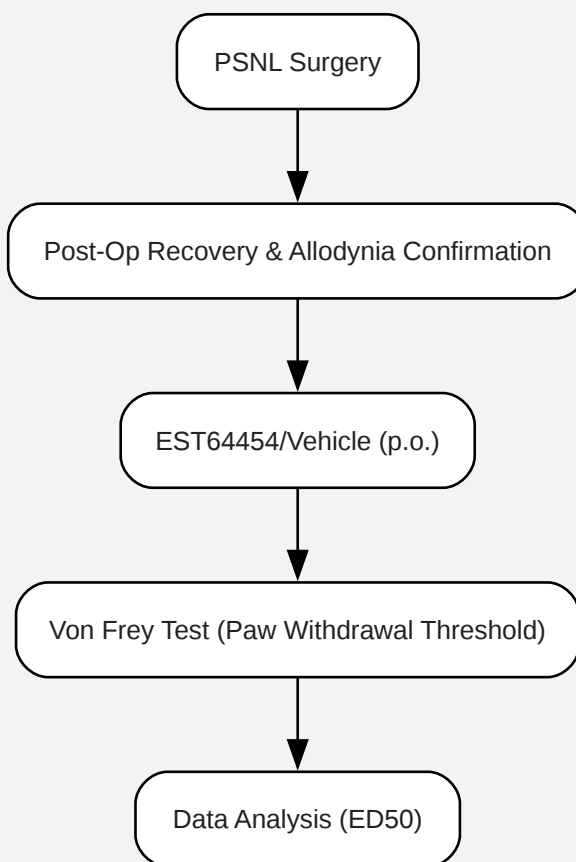 PSNL Surgery
Post-Op Recovery & Allodynia Confirmation
EST64454/Vehicle (p.o.)
Von Frey Test (Paw Withdrawal Threshold)
Data Analysis (ED50)